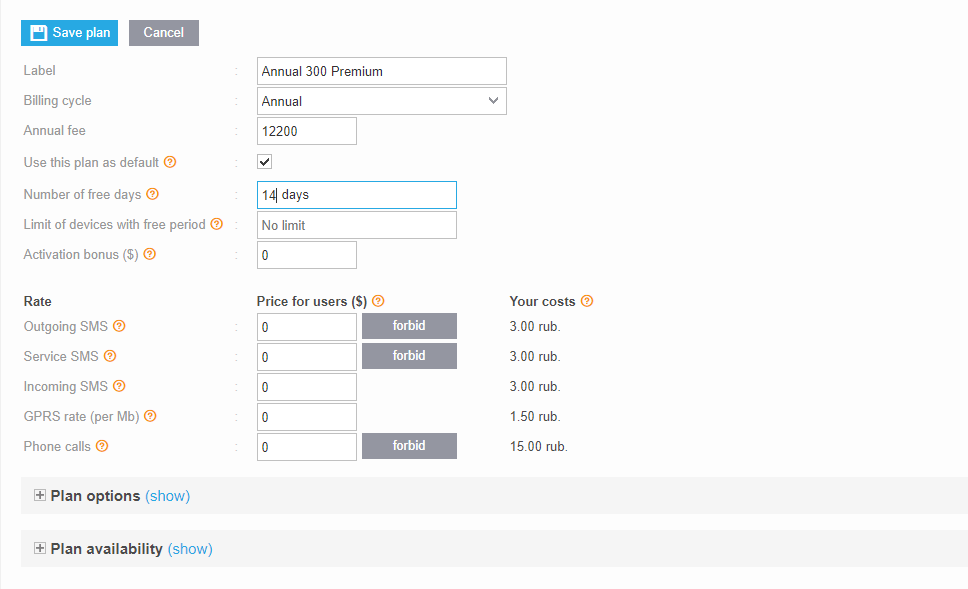 Save plan Cancel
Label : Annual 300 Premium
Billing cycle : Annual
Annual fee : 12200
Use this plan as default ? :
Number of free days ? : 14 days
Limit of devices with free period ? : No limit
Activation bonus ($) ? : 0
Rate Price for users ($) ? Your costs ?
Outgoing SMS ? : 0 forbid 3.00 rub.
Service SMS ? : 0 forbid 3.00 rub.
Incoming SMS ? : 0 3.00 rub.
GPRS rate (per Mb) ? : 0 1.50 rub.
Phone calls ? : 0 forbid 15.00 rub.
Plan options (show)
Plan availability (show)